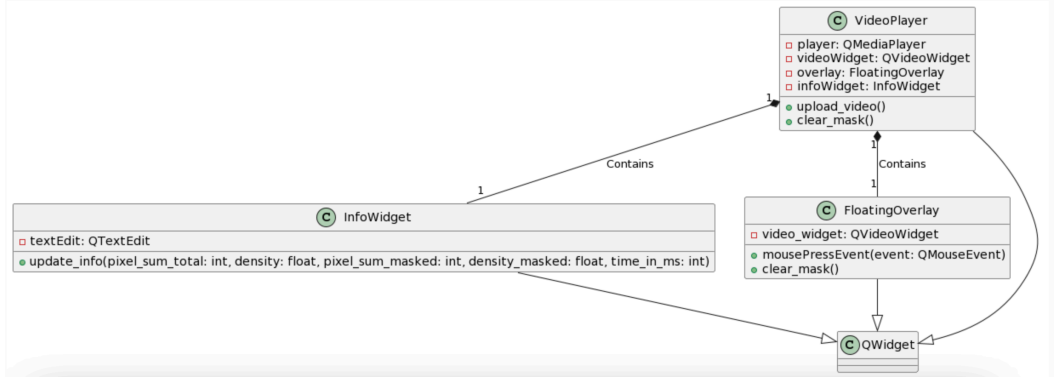 C VideoPlayer
player: QMediaPlayer
videoWidget: QVideoWidget
overlay: FloatingOverlay
infoWidget: InfoWidget
upload_video()
clear_mask()
1
1
Contains
Contains
1
1
C InfoWidget
textEdit: QTextEdit
update_info(pixel_sum_total: int, density: float, pixel_sum_masked: int, density_masked: float, time_in_ms: int)
C FloatingOverlay
video_widget: QVideoWidget
mousePressEvent(event: QMouseEvent)
clear_mask()
C QWidget